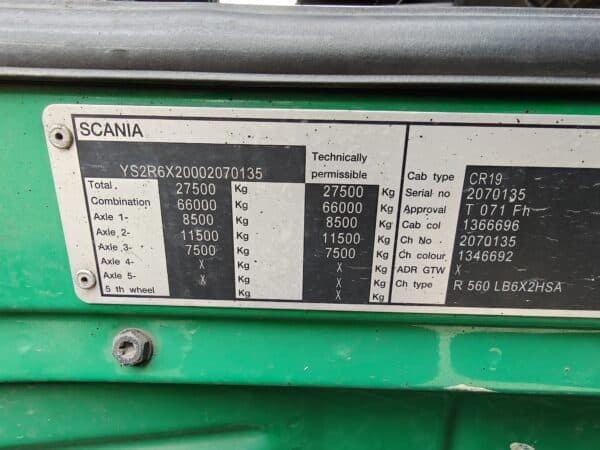 SCANIA
YS2R6X20002070135
Technically
permissible
Total 27500 Kg 27500 Kg
Combination 66000 Kg 66000 Kg
Axle 1- 8500 Kg 8500 Kg
Axle 2- 11500 Kg 11500 Kg
Axle 3- 7500 Kg 7500 Kg
Axle 4- X Kg X Kg
Axle 5- X Kg X Kg
5 th wheel X Kg X Kg
Cab type CR19
Serial no 2070135
Approval T 071 Fh
Cab col 1366696
Ch No 2070135
Ch colour 1346692
ADR GTW X
Ch type R 560 LB6X2HSA